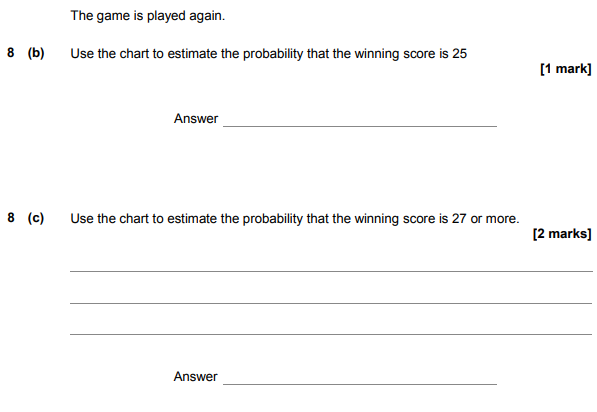 The game is played again.
8 (b) Use the chart to estimate the probability that the winning score is 25
[1 mark]
Answer
8 (c) Use the chart to estimate the probability that the winning score is 27 or more.
[2 marks]
Answer